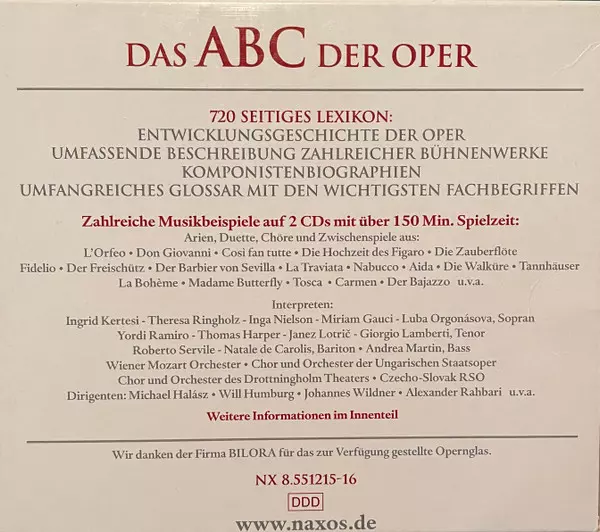 DAS ABC DER OPER
720 SEITIGES LEXIKON:
ENTWICKLUNGSGESCHICHTE DER OPER
UMFASSENDE BESCHREIBUNG ZAHLREICHER BÜHNENWERKE
KOMPONISTENBIOGRAPHIEN
UMFANGREICHES GLOSSAR MIT DEN WICHTIGSTEN FACHBEGRIFFEN
Zahlreiche Musikbeispiele auf 2 CDs mit über 150 Min. Spielzeit:
Arien, Duette, Chöre und Zwischenspiele aus:
L'Orfeo • Don Giovanni • Così fan tutte • Die Hochzeit des Figaro • Die Zauberflöte
Fidelio • Der Freischütz • Der Barbier von Sevilla • La Traviata • Nabucco • Aida • Die Walküre • Tannhäuser
La Bohème • Madame Butterfly • Tosca • Carmen • Der Bajazzo u.v.a.
Interpreten:
Ingrid Kertesi - Theresa Ringholz - Inga Nielson - Miriam Gauci - Luba Orgonásova, Sopran
Yordi Ramiro - Thomas Harper - Janez Lotrič - Giorgio Lamberti, Tenor
Roberto Servile - Natale de Carolis, Bariton • Andrea Martin, Bass
Wiener Mozart Orchester • Chor und Orchester der Ungarischen Staatsoper
Chor und Orchester des Drottningholm Theaters • Czecho-Slovak RSO
Dirigenten: Michael Halász • Will Humburg • Johannes Wildner • Alexander Rahbari u.v.a.
Weitere Informationen im Innenteil
Wir danken der Firma BILORA für das zur Verfügung gestellte Opernglas.
NX 8.551215-16
DDD
www.naxos.de